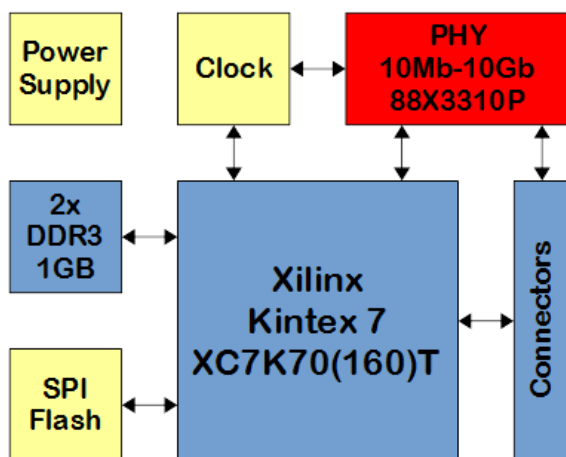 Power
Supply
Clock
PHY
10Mb-10Gb
88X3310P
2x
DDR3
1GB
Xilinx
Kintex 7
XC7K70(160)T
Connectors
SPI
Flash